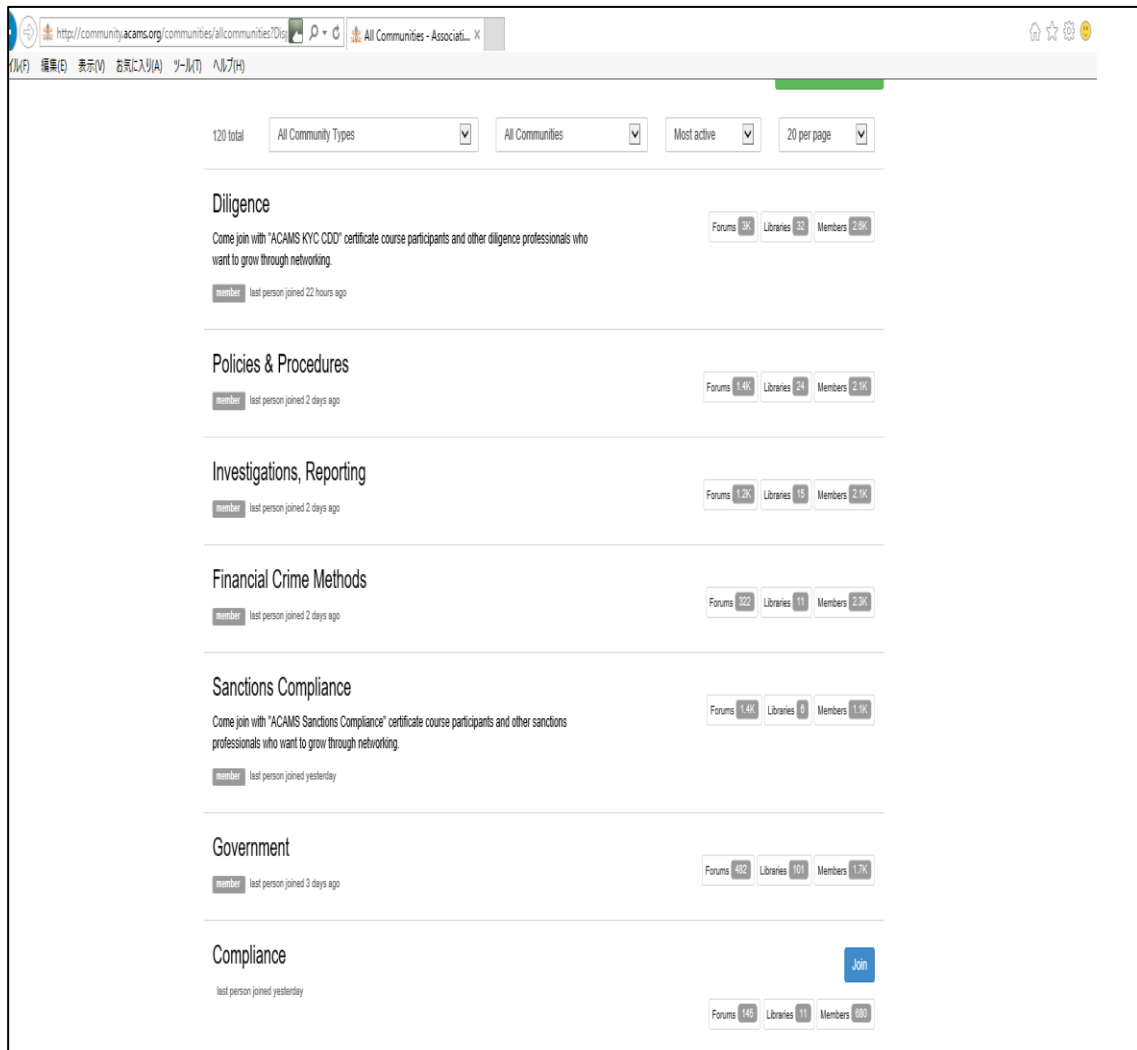 http://community.acams.org/communities/allcommunities?Dis
All Communities - Associati... X
イル(F) 編集(E) 表示(V) お気に入り(A) ツール(T) ヘルプ(H)
120 total All Community Types All Communities Most active 20 per page
Diligence
Forums 3K Libraries 32 Members 2.6K
Come join with "ACAMS KYC CDD" certificate course participants and other diligence professionals who
want to grow through networking.
member last person joined 22 hours ago
Policies & Procedures
Forums 1.4K Libraries 24 Members 2.1K
member last person joined 2 days ago
Investigations, Reporting
Forums 1.2K Libraries 15 Members 2.1K
member last person joined 2 days ago
Financial Crime Methods
Forums 322 Libraries 11 Members 2.3K
member last person joined 2 days ago
Sanctions Compliance
Forums 1.4K Libraries 6 Members 1.1K
Come join with "ACAMS Sanctions Compliance" certificate course participants and other sanctions
professionals who want to grow through networking.
member last person joined yesterday
Government
Forums 482 Libraries 101 Members 1.7K
member last person joined 3 days ago
Compliance
Join
last person joined yesterday
Forums 145 Libraries 11 Members 680